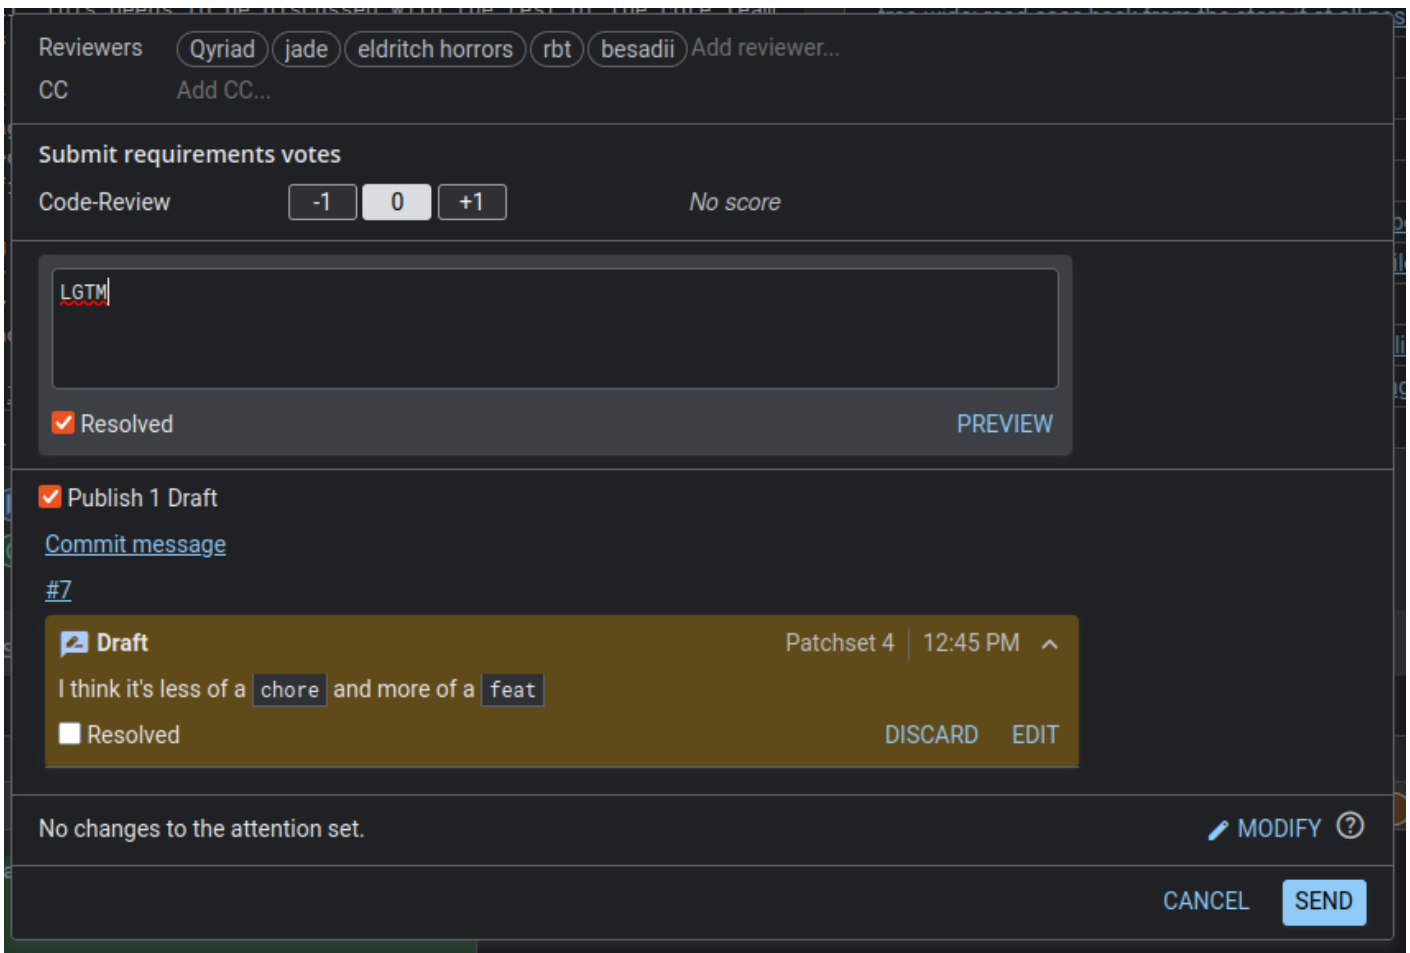 Reviewers Qyriad jade eldritch horrors rbt besadii Add reviewer...
CC Add CC...
Submit requirements votes
Code-Review -1 0 +1 No score
LGTM
Resolved PREVIEW
Publish 1 Draft
Commit message
#7
Draft Patchset 4 12:45 PM
I think it's less of a chore and more of a feat
Resolved DISCARD EDIT
No changes to the attention set. MODIFY
CANCEL SEND